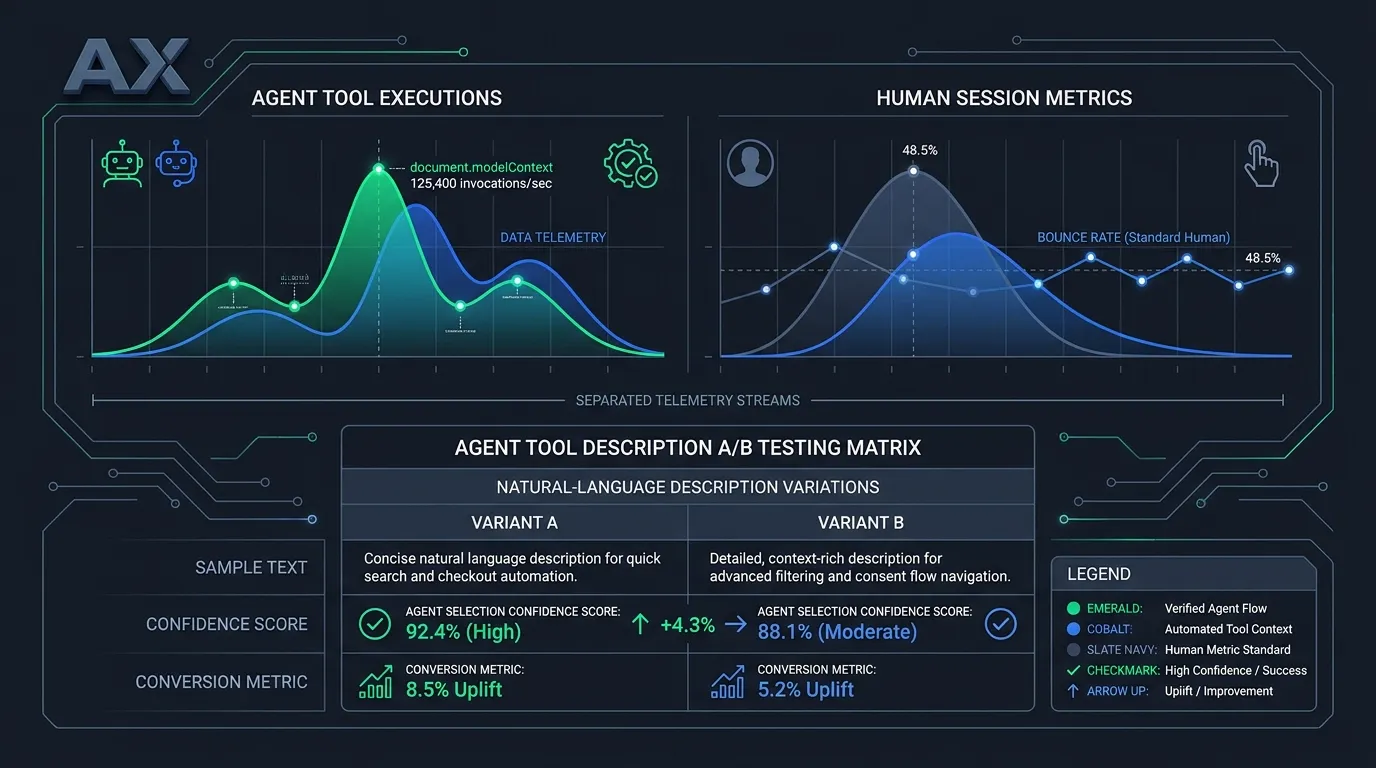 AX
AGENT TOOL EXECUTIONS
document.modelContext
125,400 invocations/sec
DATA TELEMETRY
HUMAN SESSION METRICS
48.5%
BOUNCE RATE (Standard Human)
48.5%
SEPARATED TELEMETRY STREAMS
AGENT TOOL DESCRIPTION A/B TESTING MATRIX
NATURAL-LANGUAGE DESCRIPTION VARIATIONS
VARIANT A
VARIANT B
SAMPLE TEXT
Concise natural language description for quick
search and checkout automation.
Detailed, context-rich description for
advanced filtering and consent flow navigation.
CONFIDENCE SCORE
AGENT SELECTION CONFIDENCE SCORE:
92.4% (High)
+4.3%
AGENT SELECTION CONFIDENCE SCORE:
88.1% (Moderate)
CONVERSION METRIC
CONVERSION METRIC:
8.5% Uplift
CONVERSION METRIC:
5.2% Uplift
LEGEND
EMERALD: Verified Agent Flow
COBALT: Automated Tool Context
SLATE NAVY: Human Metric Standard
CHECKMARK: High Confidence / Success
ARROW UP: Uplift / Improvement